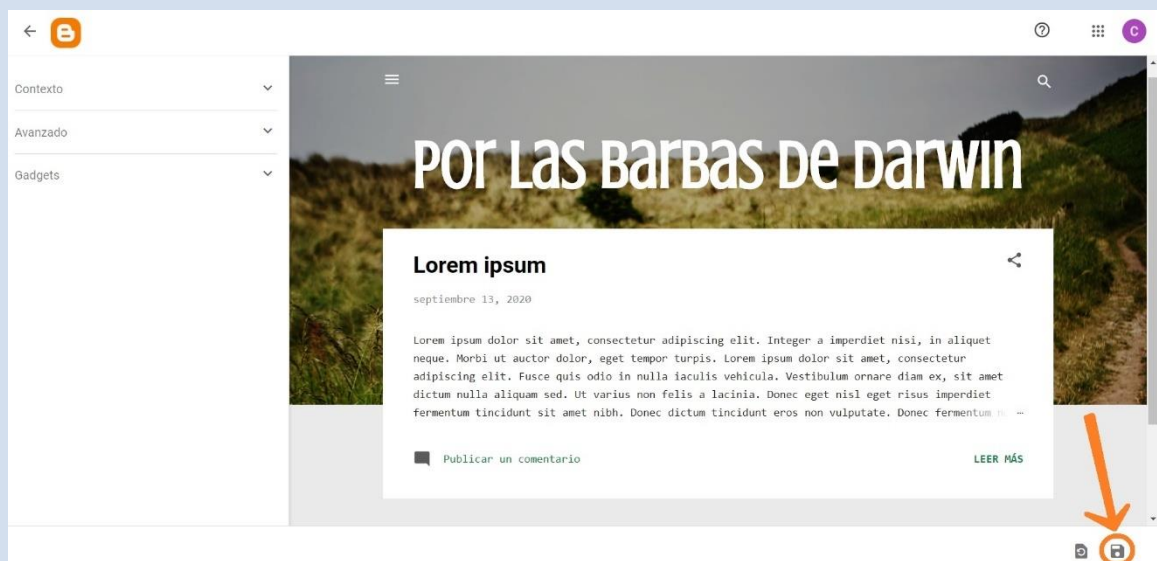 C
Contexto
Avanzado
Gadgets
Por Las Barbas De Darwin
Lorem ipsum
septiembre 13, 2020
Lorem ipsum dolor sit amet, consectetur adipiscing elit. Integer a imperdiet nisi, in aliquet
neque. Morbi ut auctor dolor, eget tempor turpis. Lorem ipsum dolor sit amet, consectetur
adipiscing elit. Fusce quis odio in nulla iaculis vehicula. Vestibulum ornare diam ex, sit amet
dictum nulla aliquam sed. Ut varius non felis a lacinia. Donec eget nisl eget risus imperdiet
fermentum tincidunt sit amet nibh. Donec dictum tincidunt eros non vulputate. Donec fermentum …
Publicar un comentario
LEER MÁS